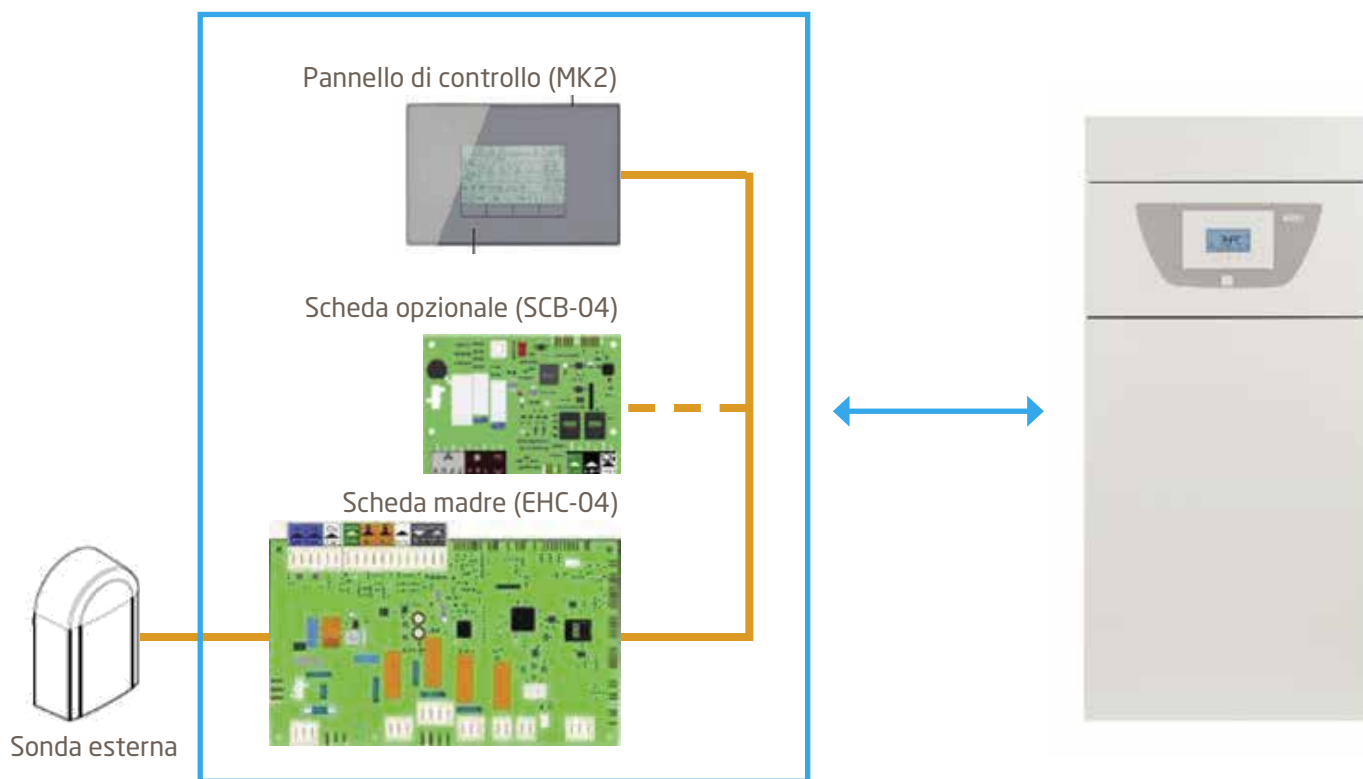 Pannello di controllo (MK2)
Scheda opzionale (SCB-04)
Scheda madre (EHC-04)
Sonda esterna